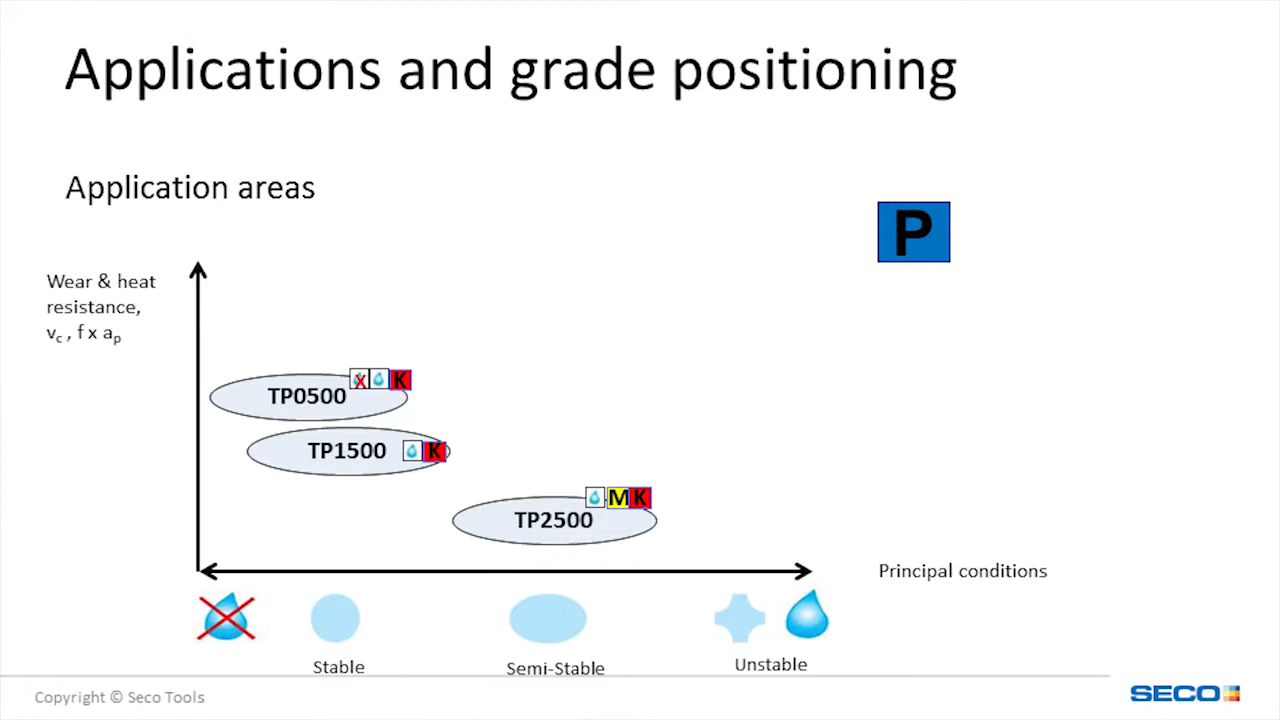 Applications and grade positioning
Application areas
P
Wear & heat
resistance,
vc , f x ap
X K
TP0500
TP1500 K
M K
TP2500
Principal conditions
Stable
Semi-Stable
Unstable
Copyright © Seco Tools
SECO